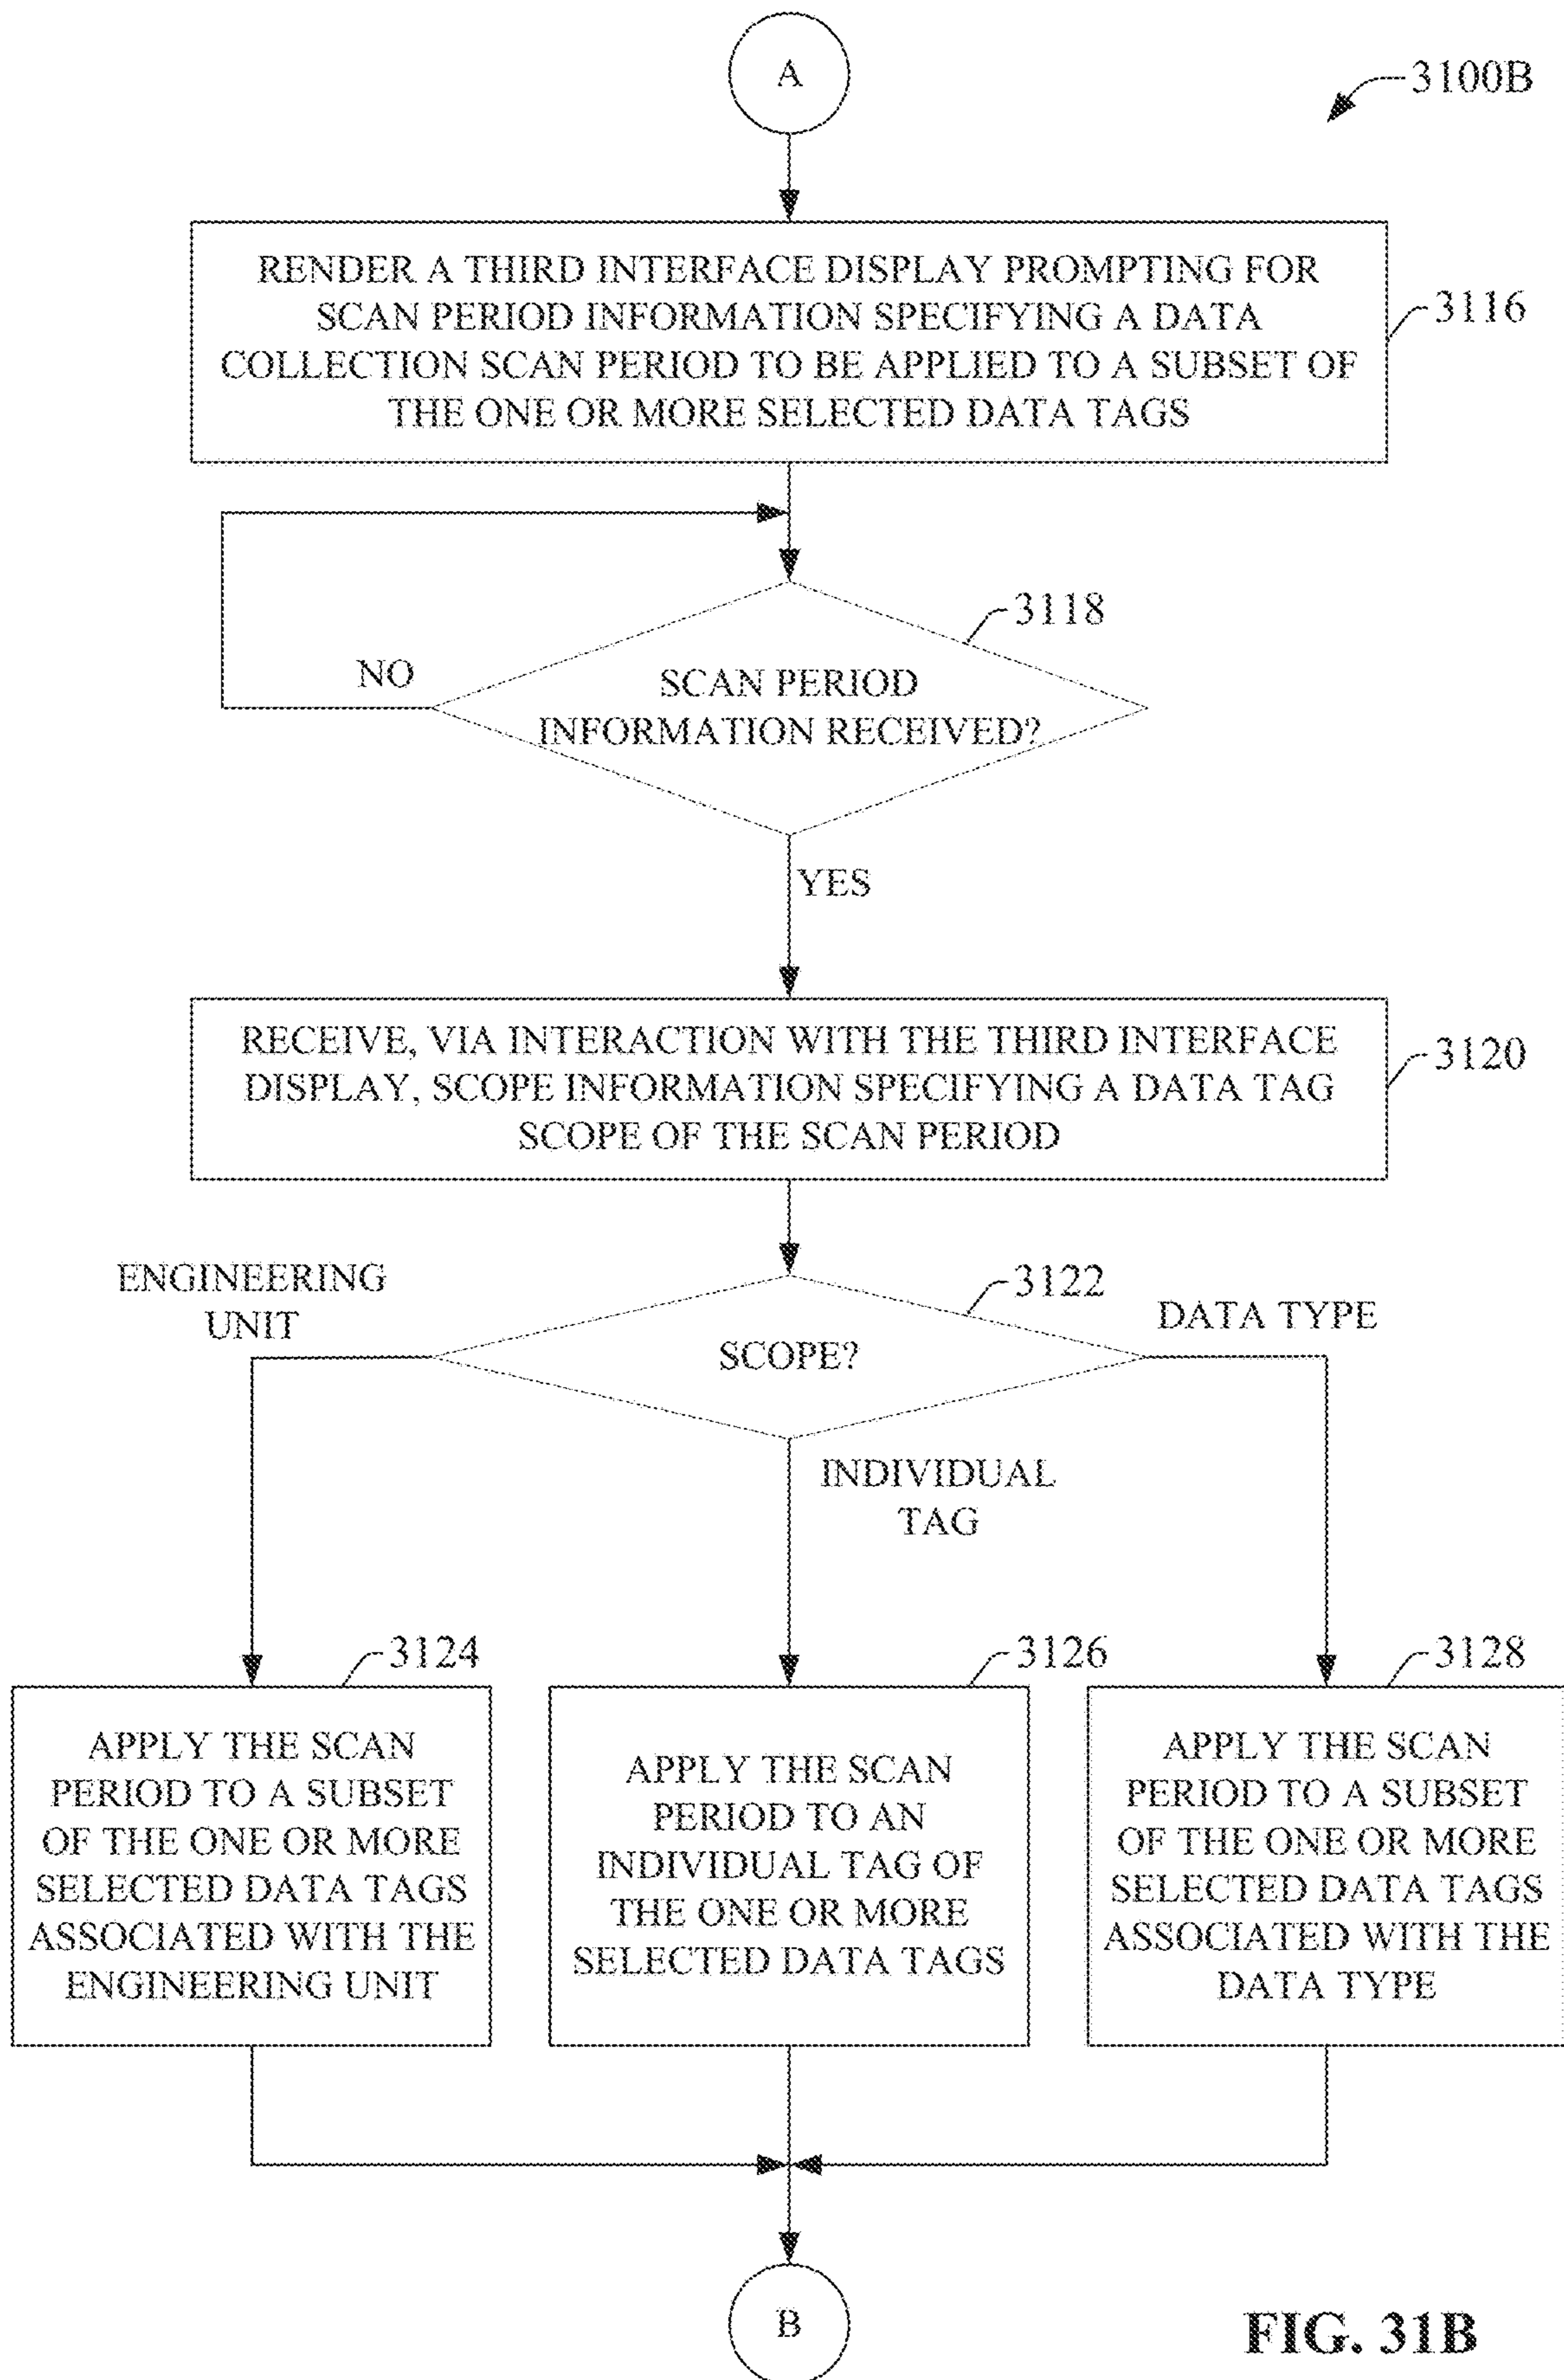 A
3100B
RENDER A THIRD INTERFACE DISPLAY PROMPTING FOR
SCAN PERIOD INFORMATION SPECIFYING A DATA
COLLECTION SCAN PERIOD TO BE APPLIED TO A SUBSET OF
THE ONE OR MORE SELECTED DATA TAGS
3116
3118
NO
SCAN PERIOD
INFORMATION RECEIVED?
YES
RECEIVE, VIA INTERACTION WITH THE THIRD INTERFACE
DISPLAY, SCOPE INFORMATION SPECIFYING A DATA TAG
SCOPE OF THE SCAN PERIOD
3120
ENGINEERING
UNIT
3122
DATA TYPE
SCOPE?
INDIVIDUAL
TAG
3124
APPLY THE SCAN
PERIOD TO A SUBSET
OF THE ONE OR MORE
SELECTED DATA TAGS
ASSOCIATED WITH THE
ENGINEERING UNIT
3126
APPLY THE SCAN
PERIOD TO AN
INDIVIDUAL TAG OF
THE ONE OR MORE
SELECTED DATA TAGS
3128
APPLY THE SCAN
PERIOD TO A SUBSET
OF THE ONE OR MORE
SELECTED DATA TAGS
ASSOCIATED WITH THE
DATA TYPE
B
FIG. 31B